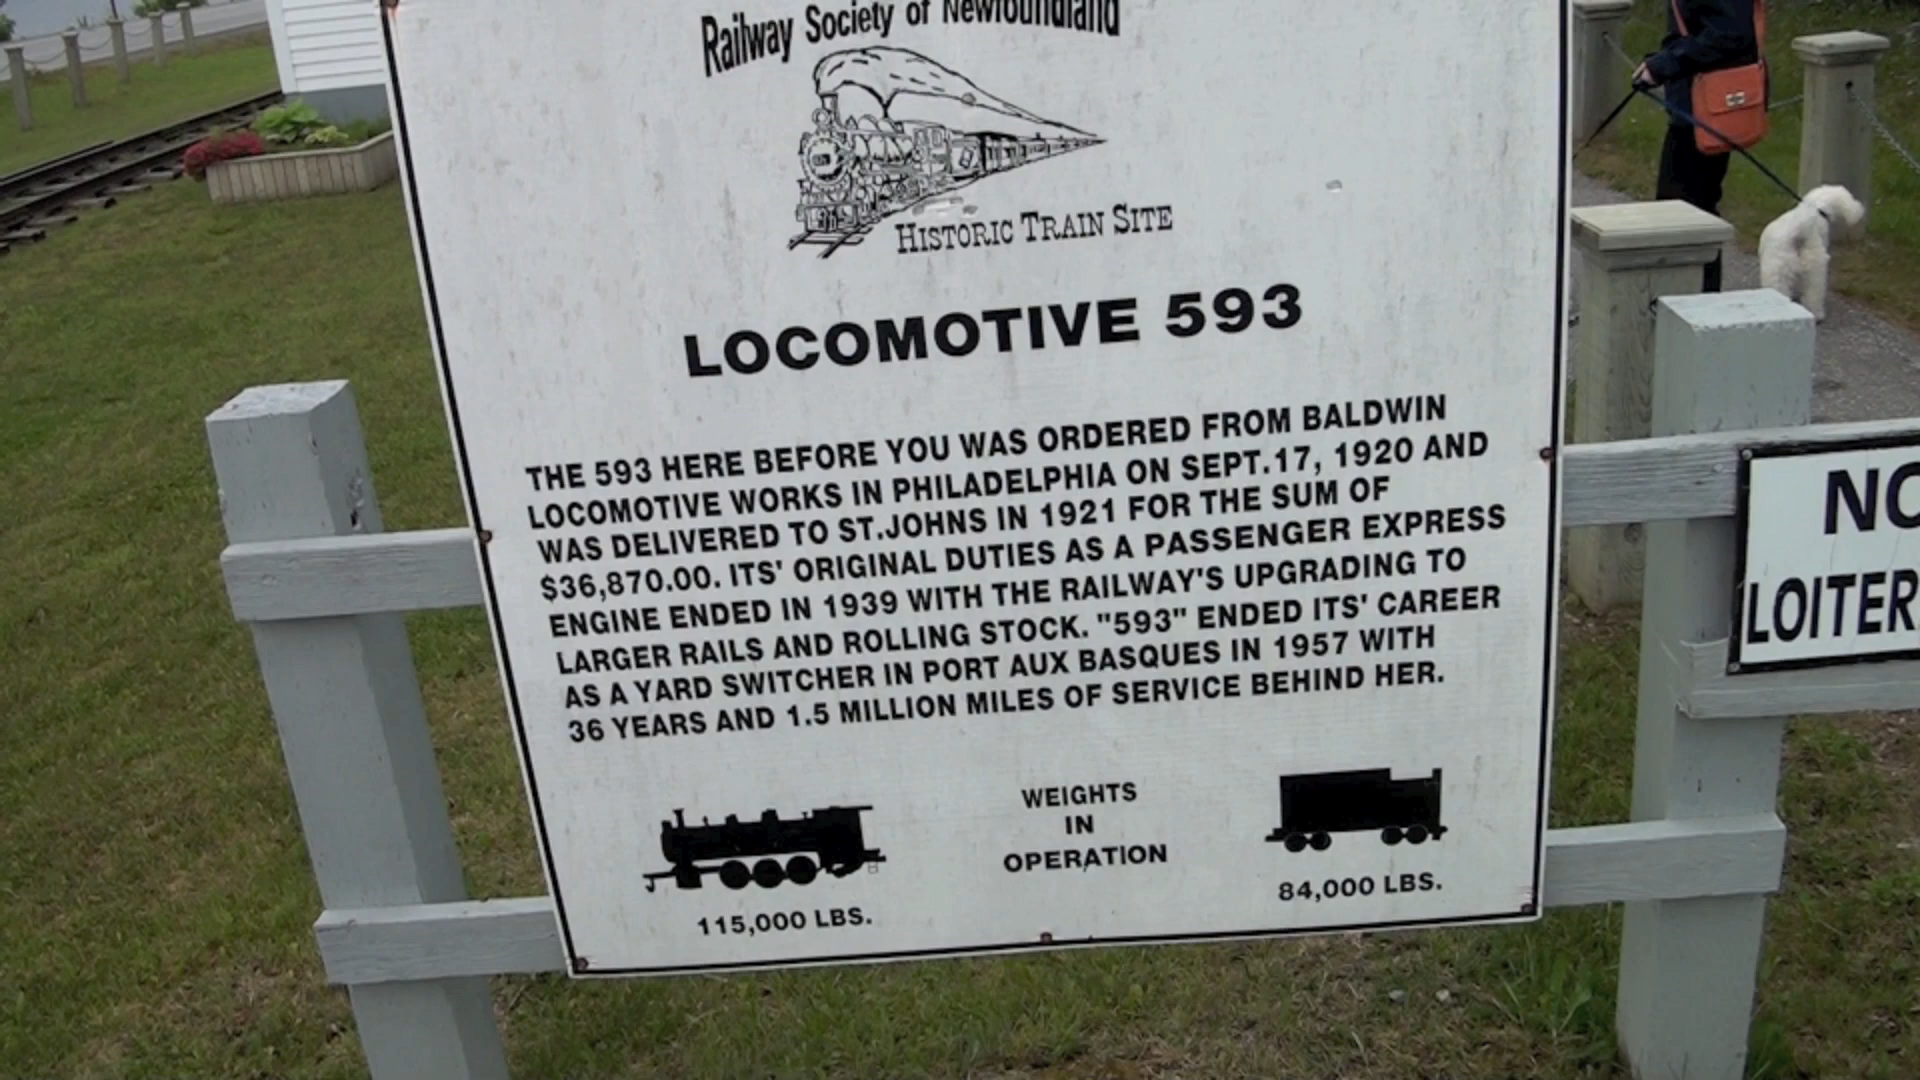 Railway Society of Newfoundland
HISTORIC TRAIN SITE
LOCOMOTIVE 593
THE 593 HERE BEFORE YOU WAS ORDERED FROM BALDWIN
LOCOMOTIVE WORKS IN PHILADELPHIA ON SEPT.17, 1920 AND
WAS DELIVERED TO ST.JOHNS IN 1921 FOR THE SUM OF
$36,870.00. ITS' ORIGINAL DUTIES AS A PASSENGER EXPRESS
ENGINE ENDED IN 1939 WITH THE RAILWAY'S UPGRADING TO
LARGER RAILS AND ROLLING STOCK. "593" ENDED ITS' CAREER
AS A YARD SWITCHER IN PORT AUX BASQUES IN 1957 WITH
36 YEARS AND 1.5 MILLION MILES OF SERVICE BEHIND HER.
WEIGHTS
IN
OPERATION
115,000 LBS.
84,000 LBS.
NO
LOITER